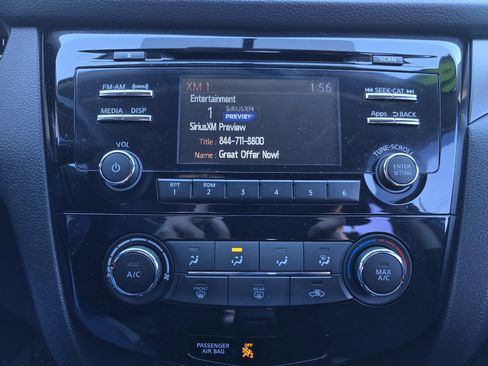 SCAN
FM·AM
SEEK·CAT
MEDIA DISP
Apps BACK
XM 1 1:56
Entertainment
1 SIRIUSXM
PREVIEW
SiriusXM Preview
Title : 844-711-8800
Name : Great Offer Now!
VOL
TUNE/SCROLL
ENTER
SETTING
RPT RDM
1 2 3 4 5 6
A/C
MAX
A/C
FRONT REAR
PASSENGER
AIR BAG
OFF